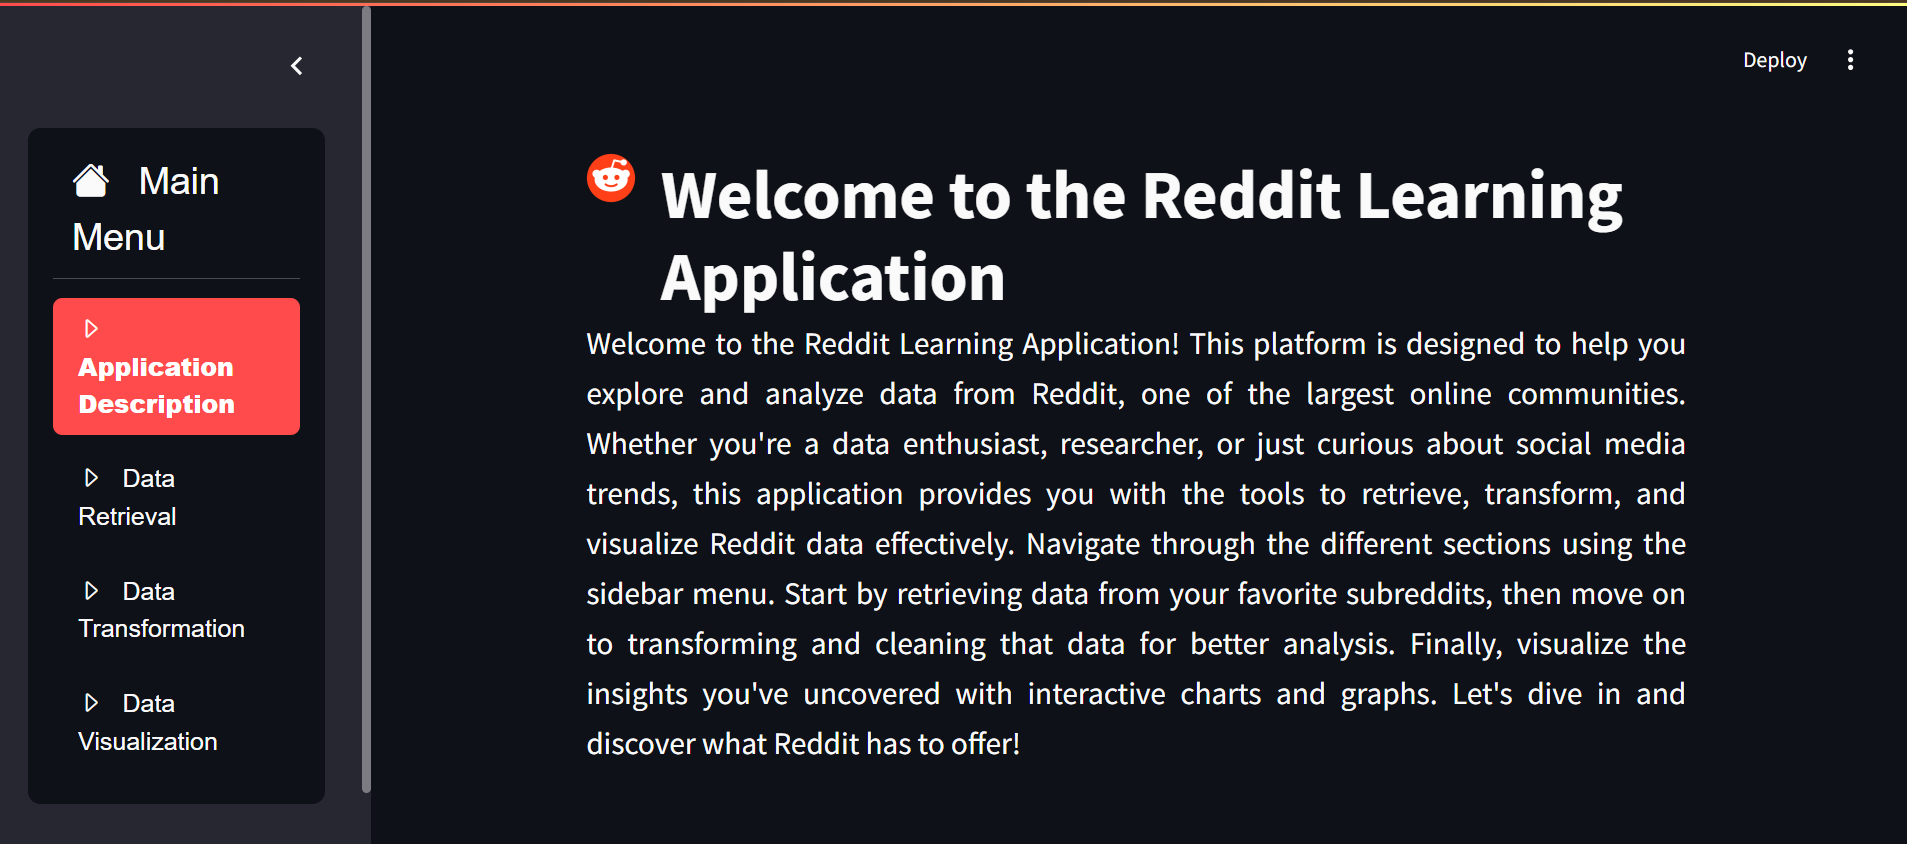 Deploy
Main
Menu
Application
Description
Data
Retrieval
Data
Transformation
Data
Visualization
Welcome to the Reddit Learning
Application
Welcome to the Reddit Learning Application! This platform is designed to help you
explore and analyze data from Reddit, one of the largest online communities.
Whether you're a data enthusiast, researcher, or just curious about social media
trends, this application provides you with the tools to retrieve, transform, and
visualize Reddit data effectively. Navigate through the different sections using the
sidebar menu. Start by retrieving data from your favorite subreddits, then move on
to transforming and cleaning that data for better analysis. Finally, visualize the
insights you've uncovered with interactive charts and graphs. Let's dive in and
discover what Reddit has to offer!